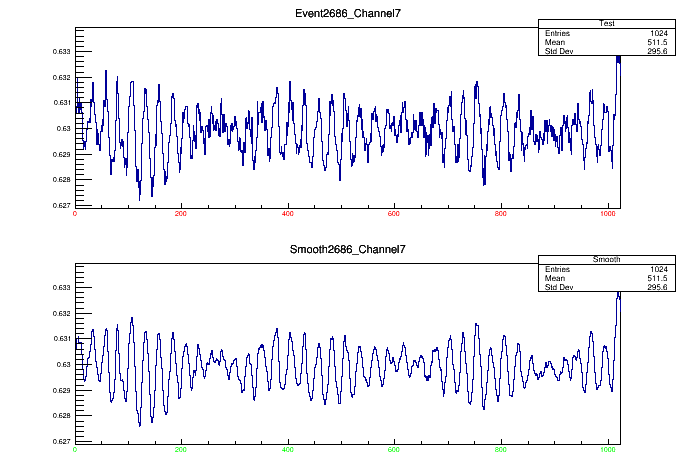 Event2686_Channel7
Test
Entries 1024
Mean 511.5
Std Dev 295.6
0.633
0.632
0.631
0.63
0.629
0.628
0.627
0 200 400 600 800 1000
Smooth2686_Channel7
Smooth
Entries 1024
Mean 511.5
Std Dev 295.6
0.633
0.632
0.631
0.63
0.629
0.628
0.627
0 200 400 600 800 1000